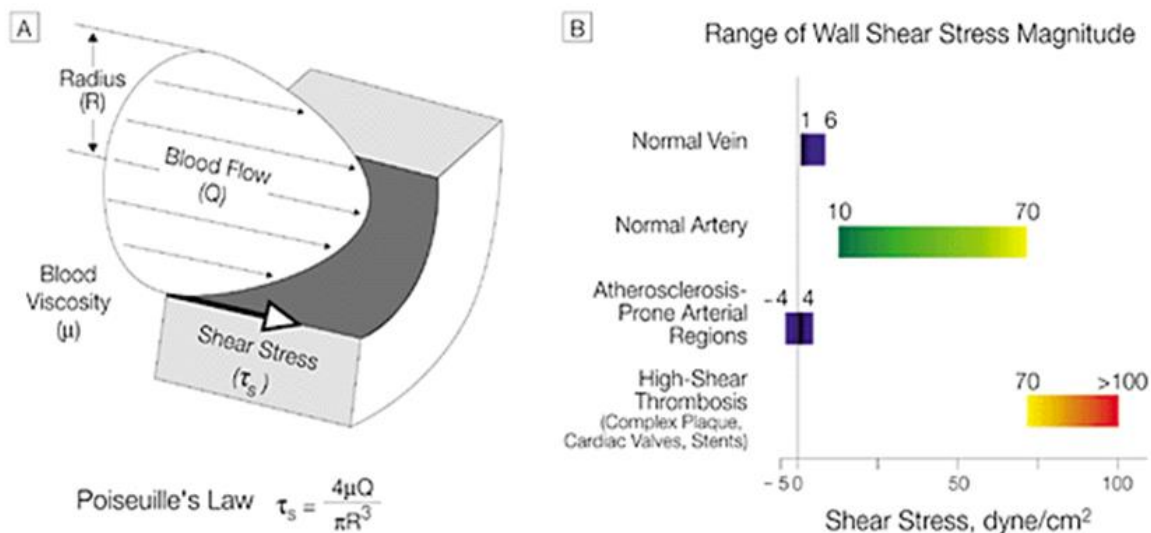 A
Radius
(R)
Blood Flow
(Q)
Blood
Viscosity
(μ)
Shear Stress
(τs)
Poiseuille's Law τs = 4μQ / πR³
B
Range of Wall Shear Stress Magnitude
Normal Vein
1 6
Normal Artery
10 70
Atherosclerosis-
Prone Arterial
Regions
-4 4
High-Shear
Thrombosis
(Complex Plaque,
Cardiac Valves, Stents)
70 >100
-5 0 50 100
Shear Stress, dyne/cm²